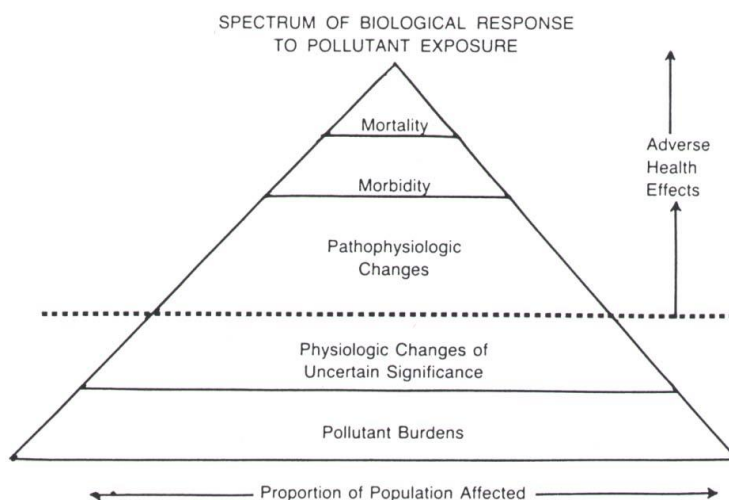 SPECTRUM OF BIOLOGICAL RESPONSE
TO POLLUTANT EXPOSURE
Mortality
Adverse
Health
Effects
Morbidity
Pathophysiologic
Changes
Physiologic Changes of
Uncertain Significance
Pollutant Burdens
Proportion of Population Affected